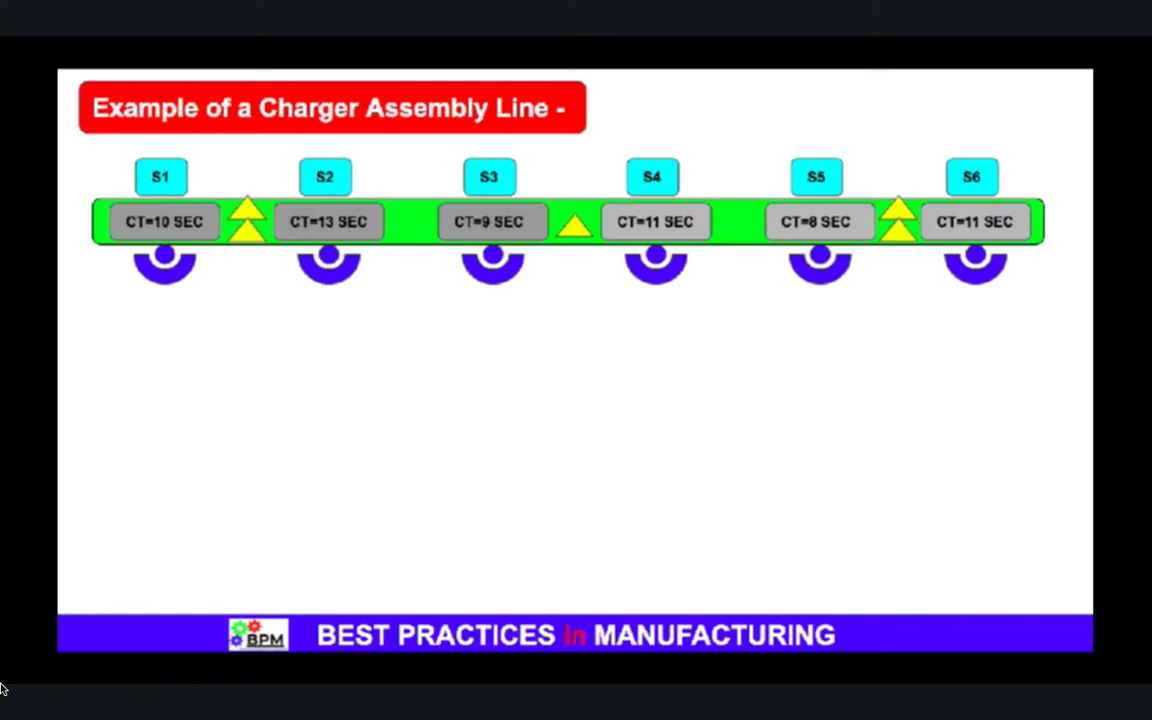 Example of a Charger Assembly Line -
S1 S2 S3 S4 S5 S6
CT=10 SEC CT=13 SEC CT=9 SEC CT=11 SEC CT=8 SEC CT=11 SEC
BPM BEST PRACTICES in MANUFACTURING